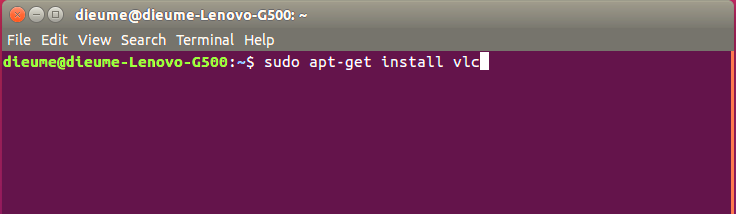 dieume@dieume-Lenovo-G500: ~
File Edit View Search Terminal Help
dieume@dieume-Lenovo-G500:~$ sudo apt-get install vlc